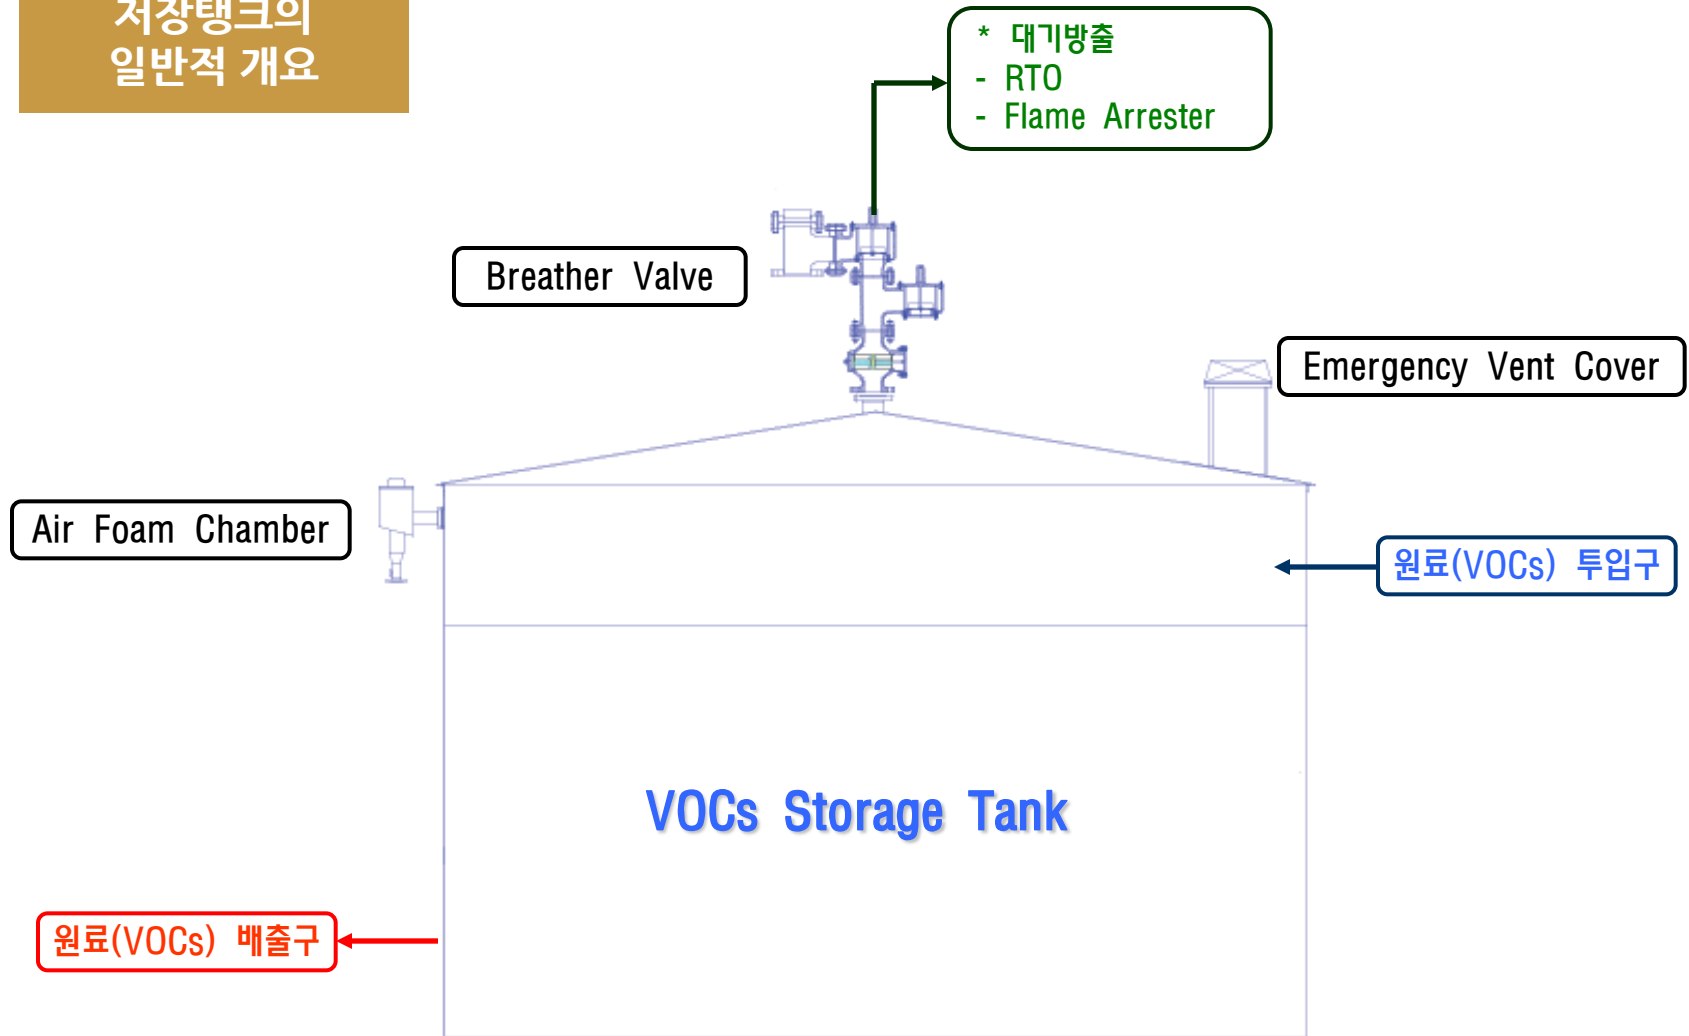 저장탱크의
일반적 개요
* 대기방출
- RTO
- Flame Arrester
Breather Valve
Emergency Vent Cover
Air Foam Chamber
원료(VOCs) 투입구
VOCs Storage Tank
원료(VOCs) 배출구